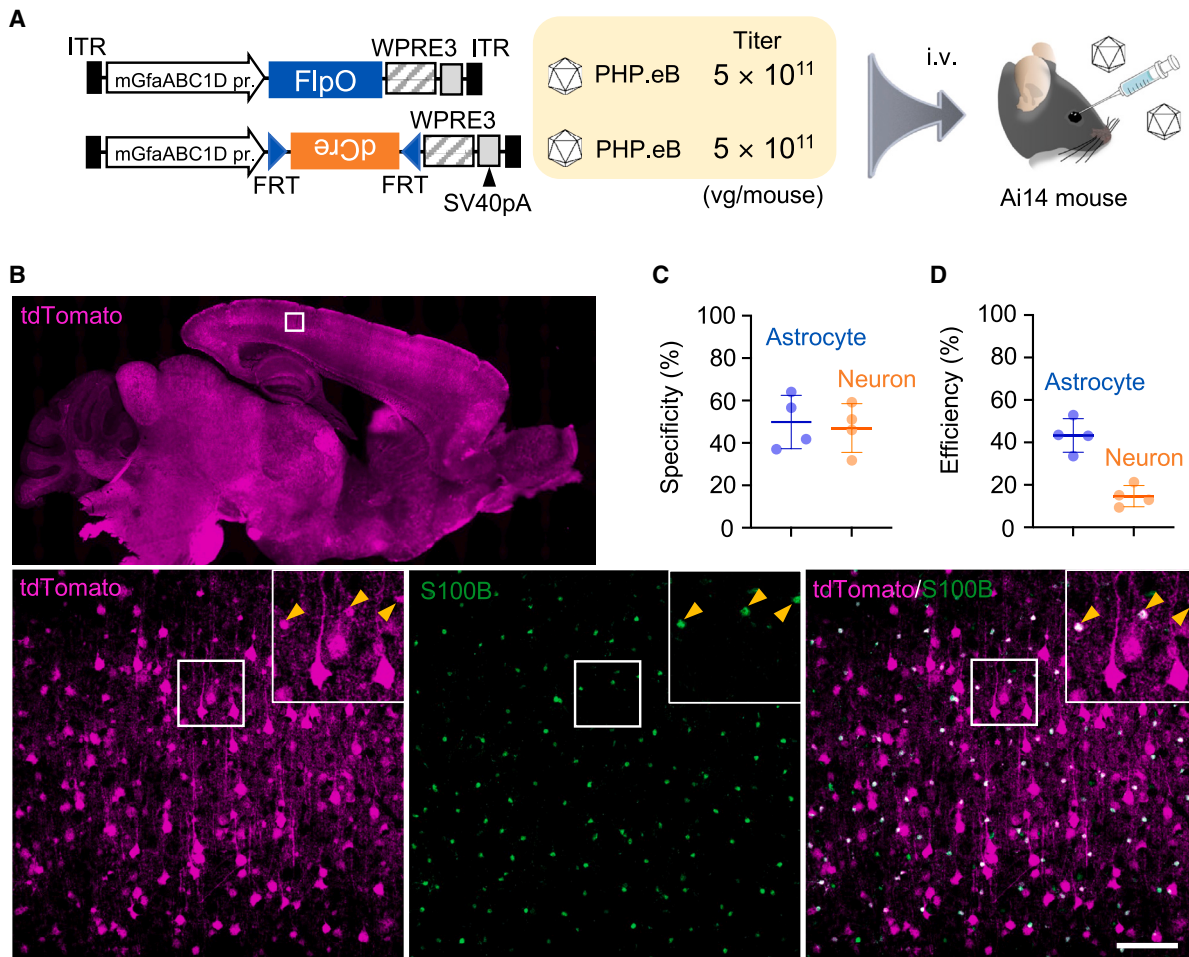 A
ITR
WPRE3
ITR
mGfaABC1D pr.
FlpO
WPRE3
mGfaABC1D pr.
dCre
FRT
FRT
SV40pA
Titer
PHP.eB 5 × 10¹¹
PHP.eB 5 × 10¹¹
(vg/mouse)
i.v.
Ai14 mouse
B
tdTomato
C
Specificity (%)
100
80
60
40
20
0
Astrocyte
Neuron
D
Efficiency (%)
100
80
60
40
20
0
Astrocyte
Neuron
tdTomato
S100B
tdTomato/S100B